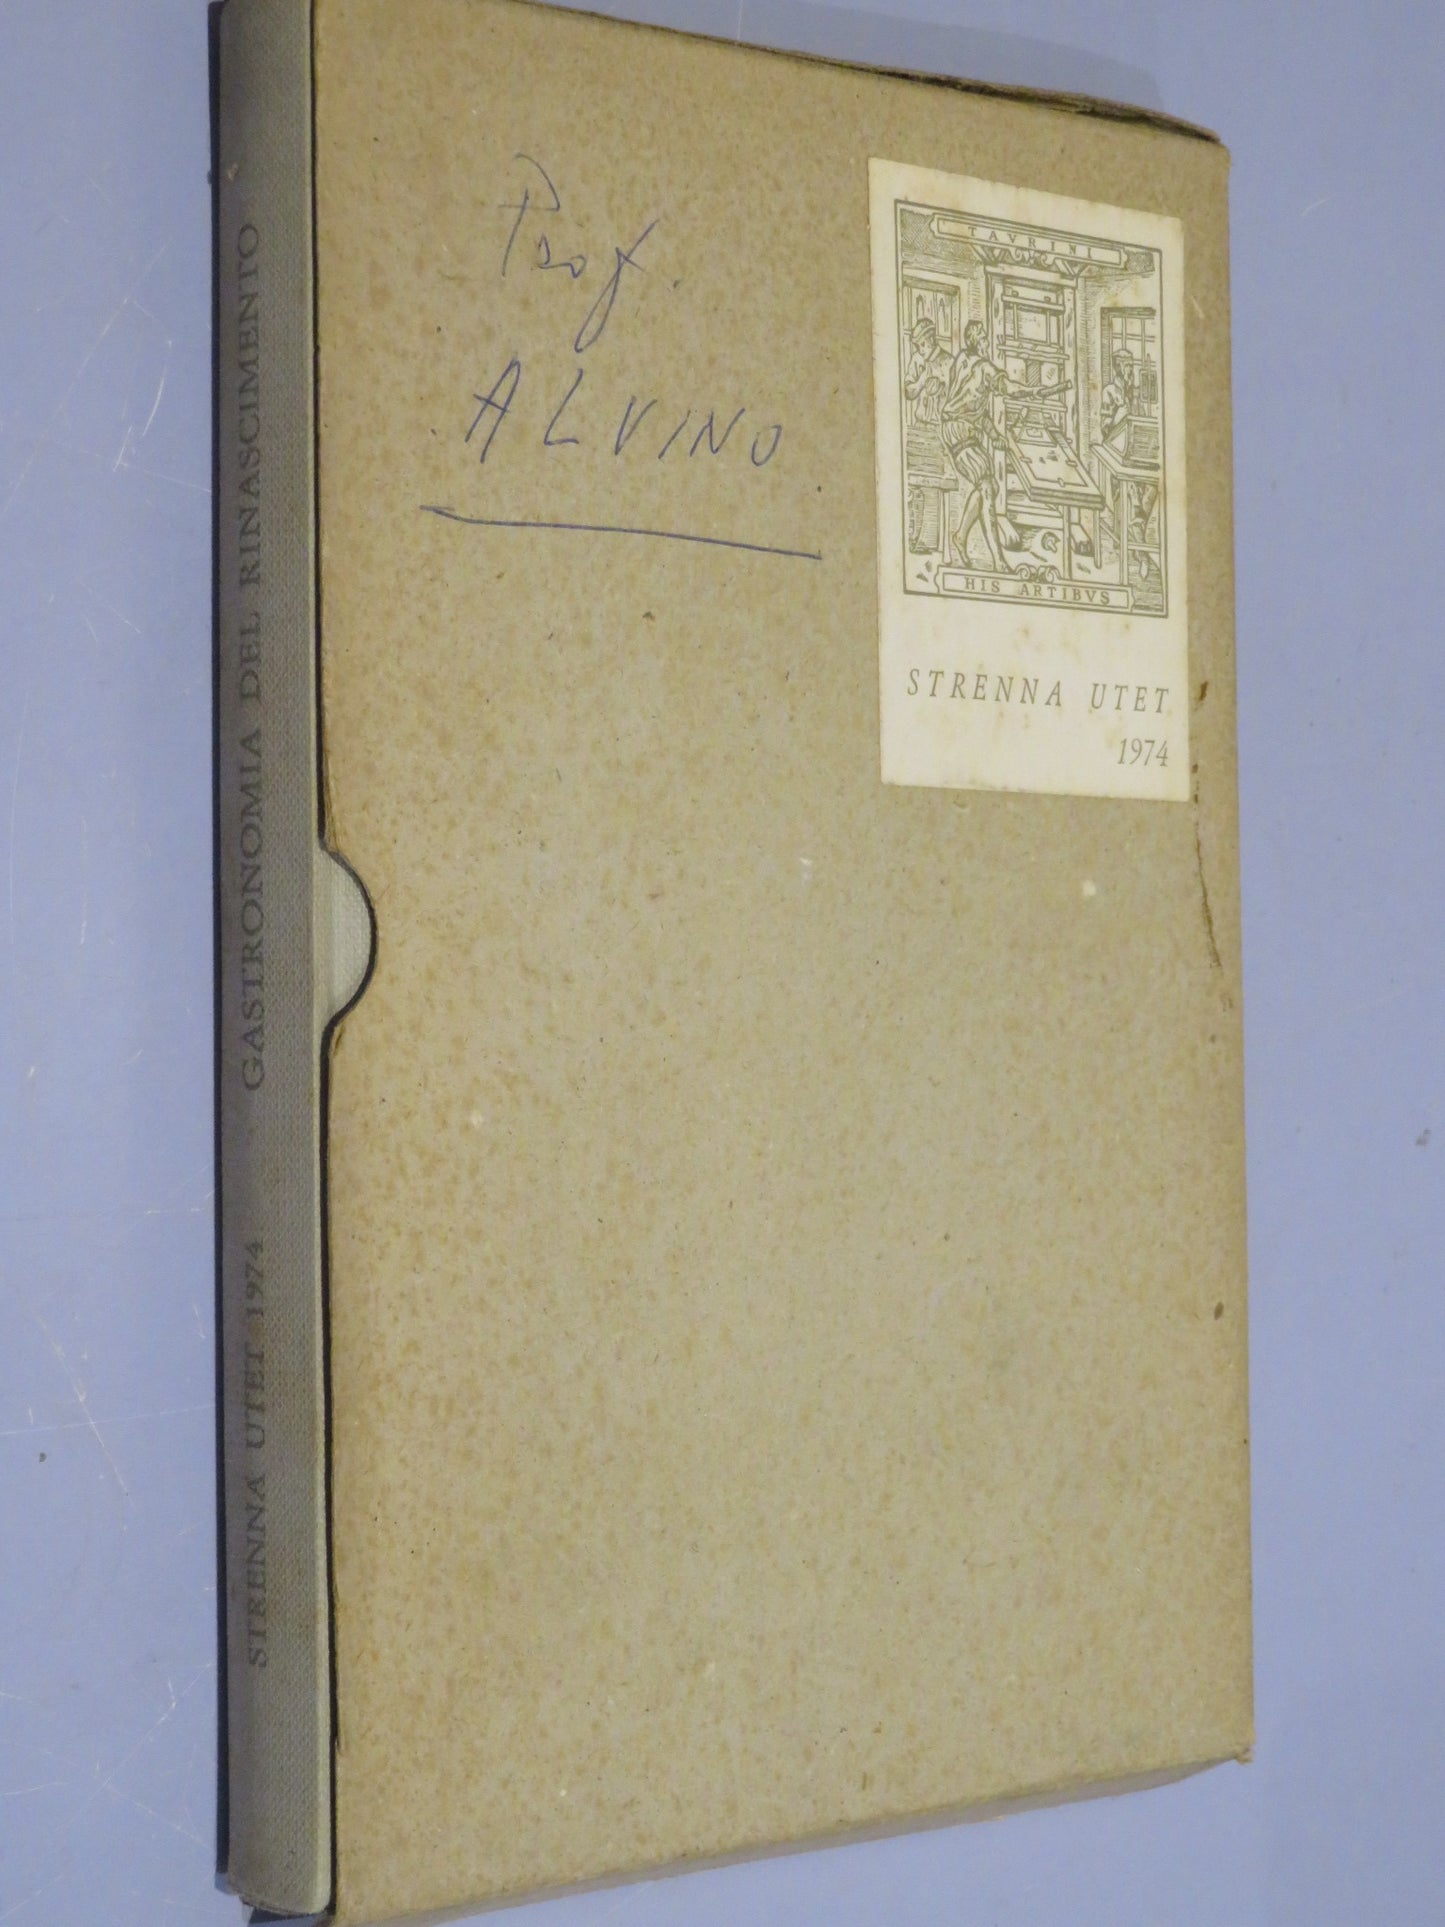 STRENNA UTET 1974 GASTRONOMIA DEL RINASCIMENTO
Prof.
ALVINO
TAVRINI
HIS ARTIBVS
STRENNA UTET
1974